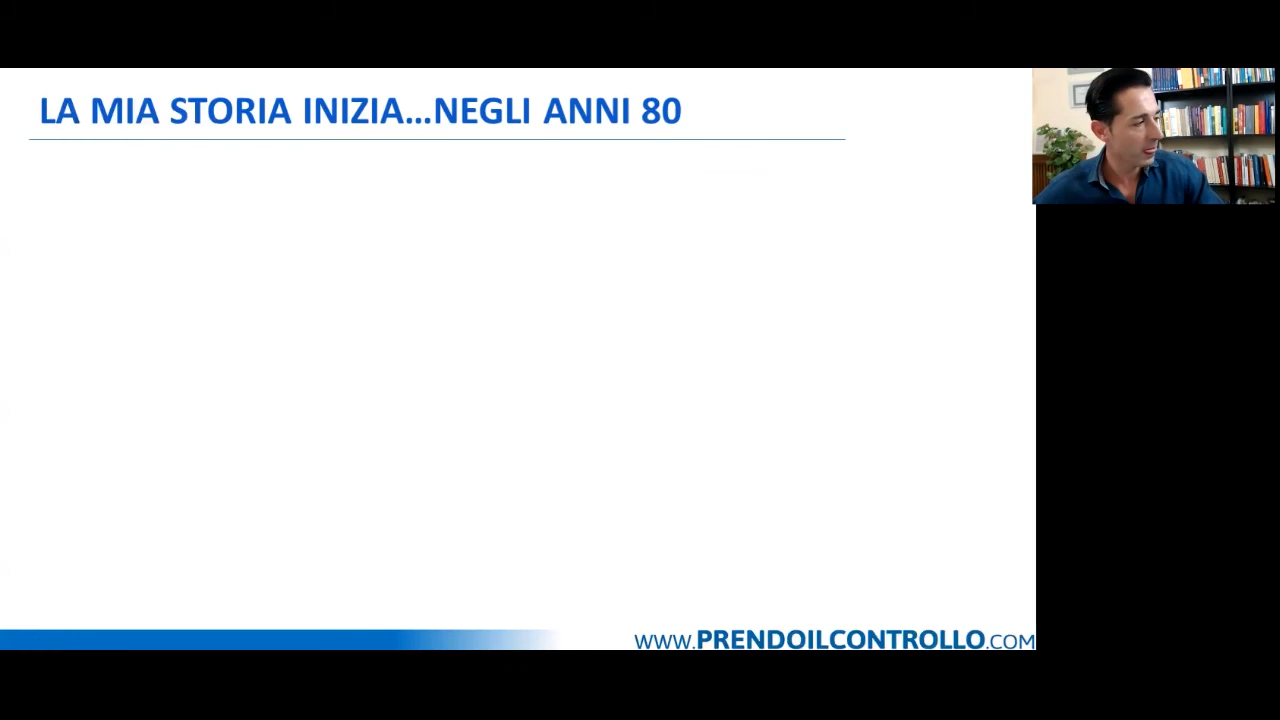 LA MIA STORIA INIZIA...NEGLI ANNI 80
WWW.PRENDOILCONTROLLO.COM